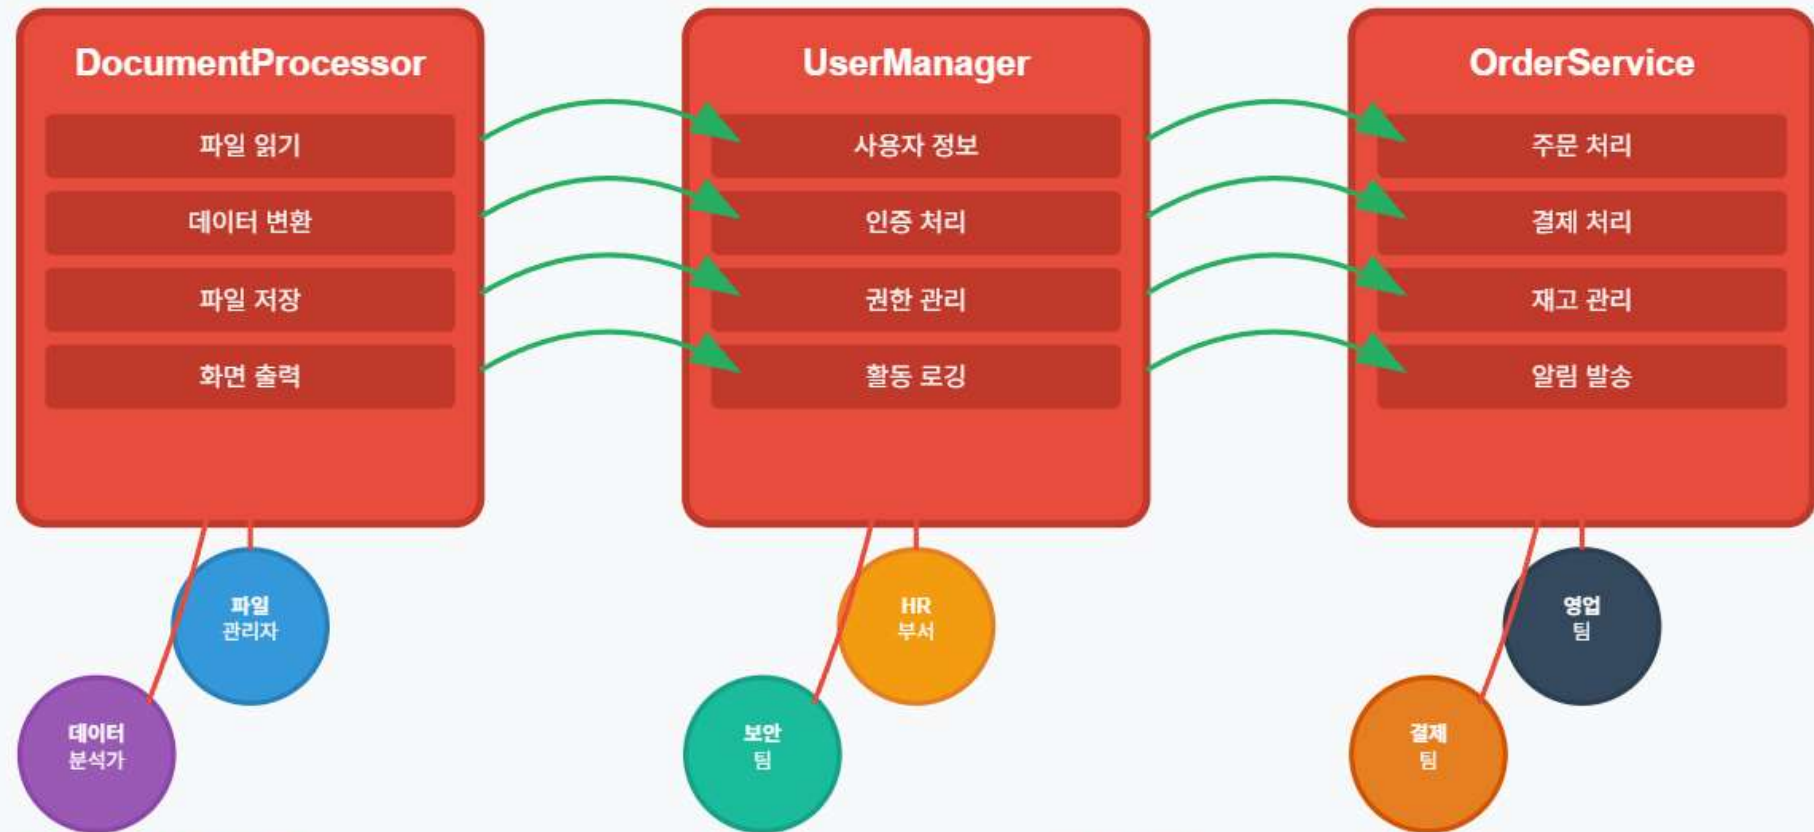 DocumentProcessor
파일 읽기
데이터 변환
파일 저장
화면 출력
UserManager
사용자 정보
인증 처리
권한 관리
활동 로깅
OrderService
주문 처리
결제 처리
재고 관리
알림 발송
파일
관리자
데이터
분석가
HR
부서
보안
팀
영업
팀
결제
팀